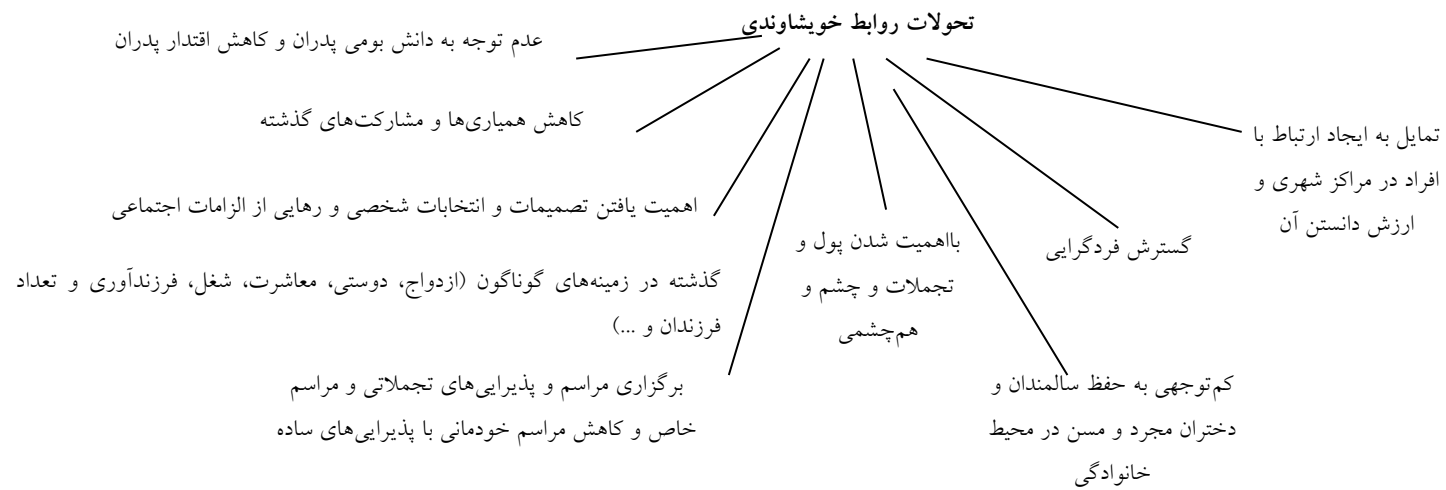 تحولات روابط خویشاوندی
عدم توجه به دانش بومی پدران و کاهش اقتدار پدران
کاهش همیاری‌ها و مشارکت‌های گذشته
اهمیت یافتن تصمیمات و انتخابات شخصی و رهایی از الزامات اجتماعی
گذشته در زمینه‌های گوناگون (ازدواج، دوستی، معاشرت، شغل، فرزندآوری و تعداد
فرزندان و ...)
برگزاری مراسم و پذیرایی‌های تجملاتی و مراسم
خاص و کاهش مراسم خودمانی با پذیرایی‌های ساده
بااهمیت شدن پول و
تجملات و چشم و
هم‌چشمی
کم‌توجهی به حفظ سالمندان و
دختران مجرد و مسن در محیط
خانوادگی
گسترش فردگرایی
تمایل به ایجاد ارتباط با
افراد در مراکز شهری و
ارزش دانستن آن